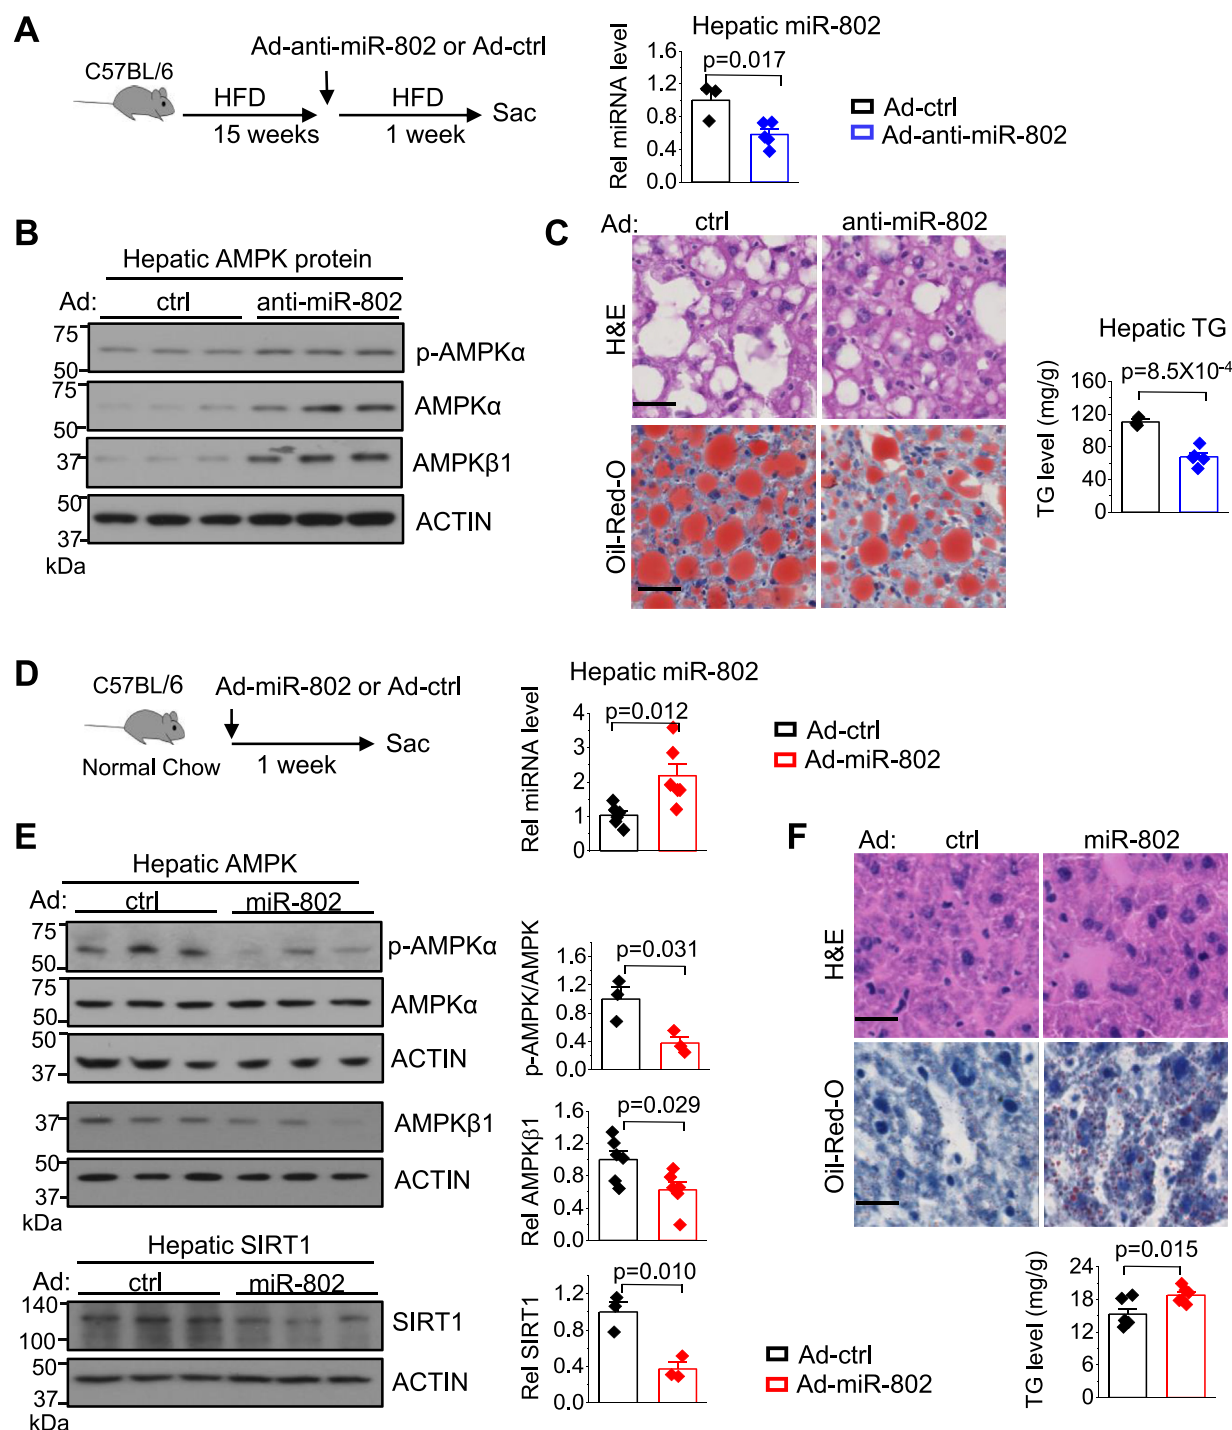 A
Ad-anti-miR-802 or Ad-ctrl
C57BL/6
HFD
HFD
Sac
15 weeks
1 week
Hepatic miR-802
Rel miRNA level
1.6
p=0.017
1.2
0.8
0.4
0.0
Ad-ctrl
Ad-anti-miR-802
B
Hepatic AMPK protein
Ad: ctrl anti-miR-802
75
50
p-AMPKα
75
50
AMPKα
37
AMPKβ1
50
37
ACTIN
kDa
C
Ad: ctrl anti-miR-802
H&E
Oil-Red-O
Hepatic TG
p=8.5X10-4
TG level (mg/g)
160
120
80
40
0
D
C57BL/6
Ad-miR-802 or Ad-ctrl
Sac
Normal Chow
1 week
Hepatic miR-802
Rel miRNA level
4
p=0.012
3
2
1
0
Ad-ctrl
Ad-miR-802
E
Hepatic AMPK
Ad: ctrl miR-802
75
50
p-AMPKα
75
50
AMPKα
50
37
ACTIN
37
AMPKβ1
50
37
ACTIN
kDa
p-AMPK/AMPK
1.6
p=0.031
1.2
0.8
0.4
0.0
Rel AMPKβ1
1.6
p=0.029
1.2
0.8
0.4
0.0
Hepatic SIRT1
Ad: ctrl miR-802
140
100
SIRT1
50
37
ACTIN
kDa
Rel SIRT1
p=0.010
1.2
0.8
0.4
0.0
Ad-ctrl
Ad-miR-802
F
Ad: ctrl miR-802
H&E
Oil-Red-O
TG level (mg/g)
p=0.015
24
18
12
6
0